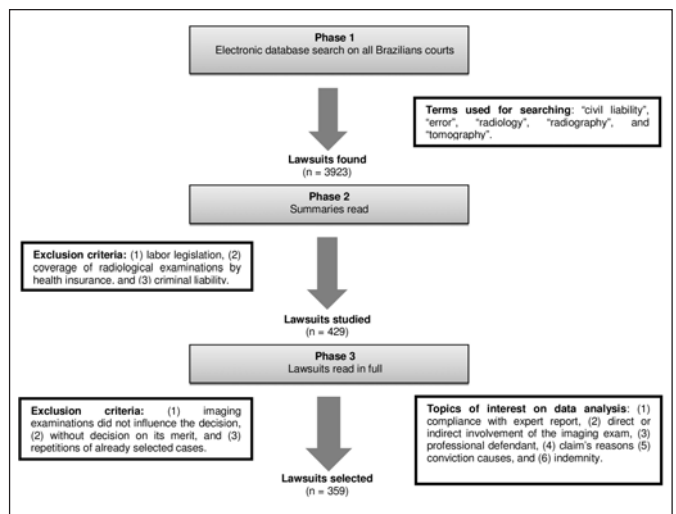 Phase 1
Electronic database search on all Brazilians courts
Terms used for searching: "civil liability",
"error", "radiology", "radiography", and
"tomography".
Lawsuits found
(n = 3923)
Phase 2
Summaries read
Exclusion criteria: (1) labor legislation, (2)
coverage of radiological examinations by
health insurance, and (3) criminal liability.
Lawsuits studied
(n = 429)
Phase 3
Lawsuits read in full
Exclusion criteria: (1) imaging
examinations did not influence the decision,
(2) without decision on its merit, and (3)
repetitions of already selected cases.
Topics of interest on data analysis: (1)
compliance with expert report, (2) direct or
indirect involvement of the imaging exam, (3)
professional defendant, (4) claim's reasons (5)
conviction causes, and (6) indemnity.
Lawsuits selected
(n = 359)